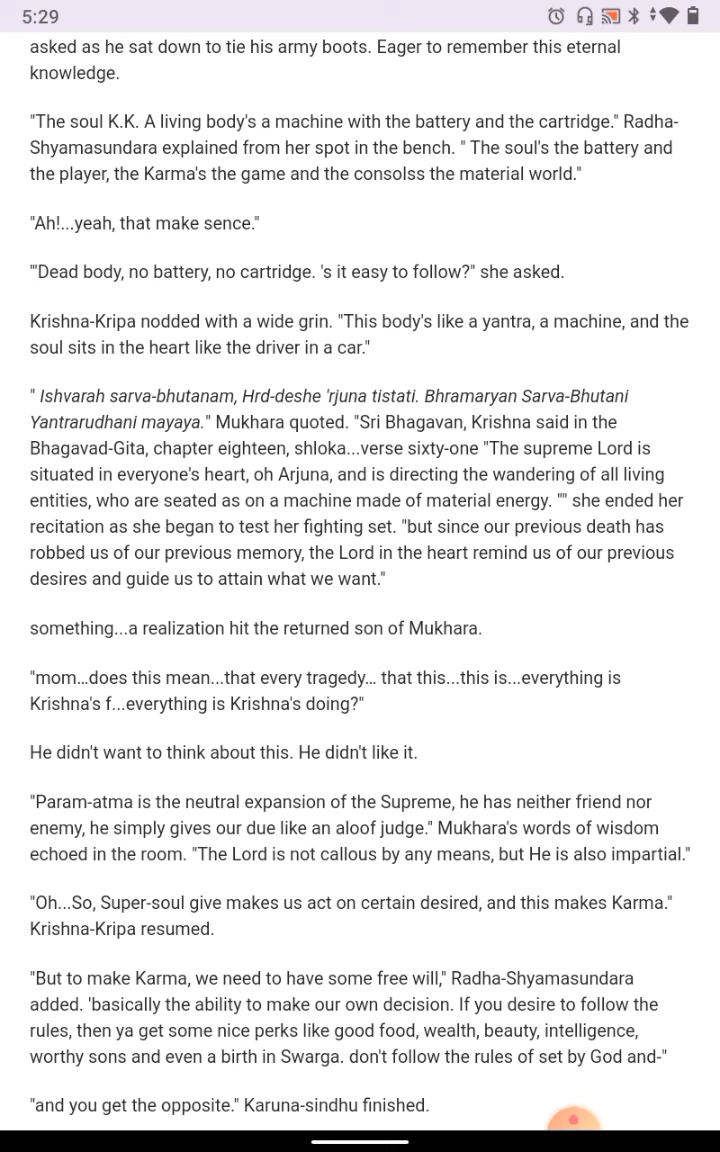 5:29
asked as he sat down to tie his army boots. Eager to remember this eternal
knowledge.
"The soul K.K. A living body's a machine with the battery and the cartridge." Radha-
Shyamasundara explained from her spot in the bench. " The soul's the battery and
the player, the Karma's the game and the consolss the material world."
"Ah!...yeah, that make sence."
"'Dead body, no battery, no cartridge. 's it easy to follow?" she asked.
Krishna-Kripa nodded with a wide grin. "This body's like a yantra, a machine, and the
soul sits in the heart like the driver in a car."
" Ishvarah sarva-bhutanam, Hrd-deshe 'rjuna tistati. Bhramaryan Sarva-Bhutani
Yantrarudhani mayaya." Mukhara quoted. "Sri Bhagavan, Krishna said in the
Bhagavad-Gita, chapter eighteen, shloka...verse sixty-one "The supreme Lord is
situated in everyone's heart, oh Arjuna, and is directing the wandering of all living
entities, who are seated as on a machine made of material energy. "" she ended her
recitation as she began to test her fighting set. "but since our previous death has
robbed us of our previous memory, the Lord in the heart remind us of our previous
desires and guide us to attain what we want."
something...a realization hit the returned son of Mukhara.
"mom...does this mean...that every tragedy... that this...this is...everything is
Krishna's f...everything is Krishna's doing?"
He didn't want to think about this. He didn't like it.
"Param-atma is the neutral expansion of the Supreme, he has neither friend nor
enemy, he simply gives our due like an aloof judge." Mukhara's words of wisdom
echoed in the room. "The Lord is not callous by any means, but He is also impartial."
"Oh...So, Super-soul give makes us act on certain desired, and this makes Karma."
Krishna-Kripa resumed.
"But to make Karma, we need to have some free will," Radha-Shyamasundara
added. 'basically the ability to make our own decision. If you desire to follow the
rules, then ya get some nice perks like good food, wealth, beauty, intelligence,
worthy sons and even a birth in Swarga. don't follow the rules of set by God and-"
"and you get the opposite." Karuna-sindhu finished.